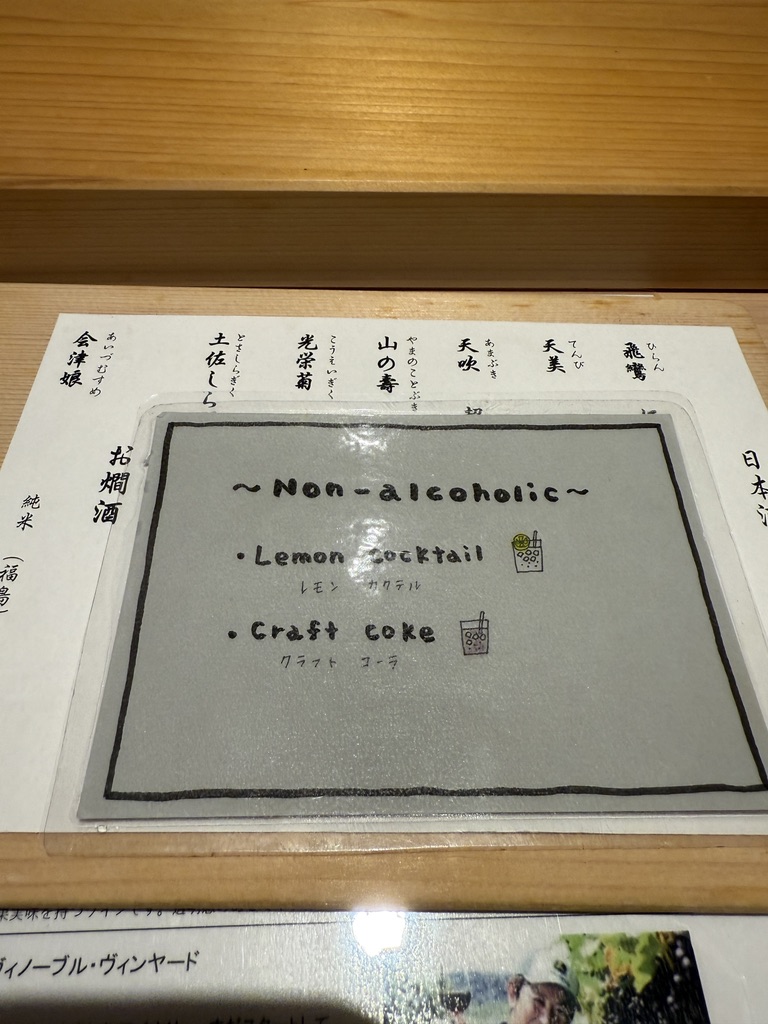 日本
ひらん
飛鸞
てんび
天美
あまぶき
天吹 超
やまのことぶき
山の壽
こうえいぎく
光栄菊
とさしらぎく
土佐しら
お燗酒
あいづむすめ
会津娘
純米 (福島)
~Non-alcoholic~
・Lemon cocktail
レモン カクテル
・Craft coke
クラフト コーラ
ヴィノーブル・ヴィンヤード